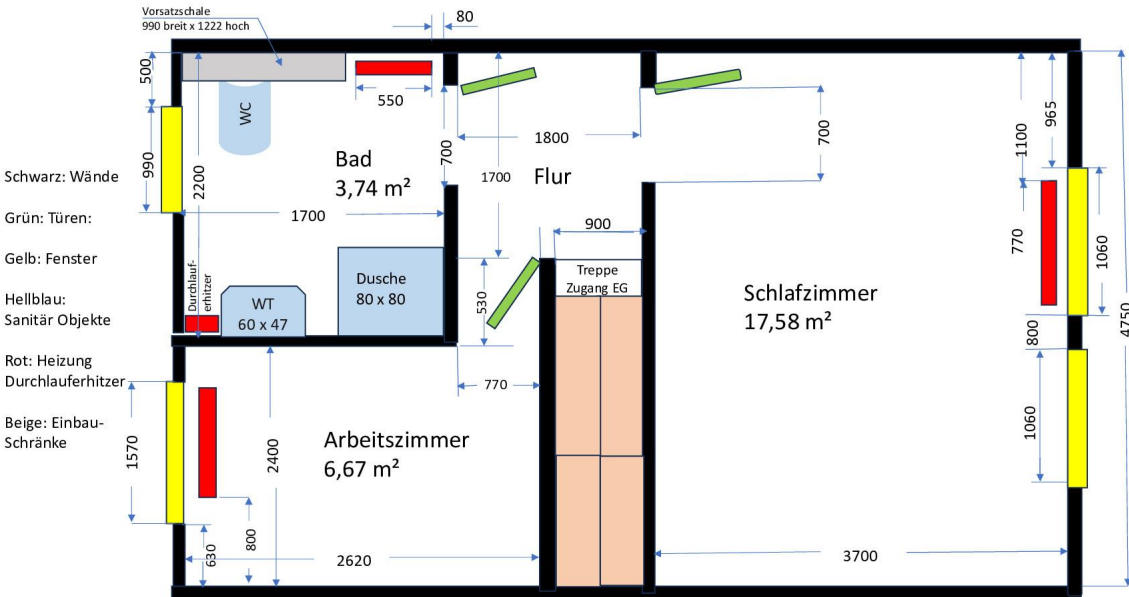 Vorsatzschale
990 breit x 1222 hoch
80
500
550
WC
990
2200
Bad
3,74 m²
700
1800
1700
Flur
700
1100
965
Schwarz: Wände
Grün: Türen:
Gelb: Fenster
Hellblau:
Sanitär Objekte
Rot: Heizung
Durchlauferhitzer
Beige: Einbau-
Schränke
1700
900
770
1060
Durchlauf-
erhitzer
WT
60 x 47
Dusche
80 x 80
530
Treppe
Zugang EG
Schlafzimmer
17,58 m²
800
4750
770
1570
2400
Arbeitszimmer
6,67 m²
1060
630
800
2620
3700